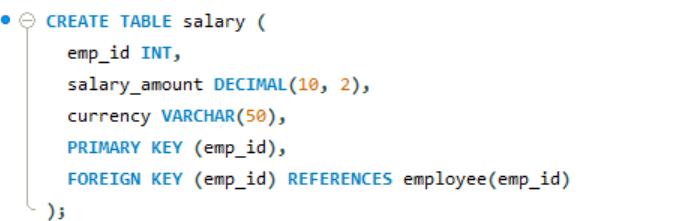 CREATE TABLE salary (
emp_id INT,
salary_amount DECIMAL(10, 2),
currency VARCHAR(50),
PRIMARY KEY (emp_id),
FOREIGN KEY (emp_id) REFERENCES employee(emp_id)
);